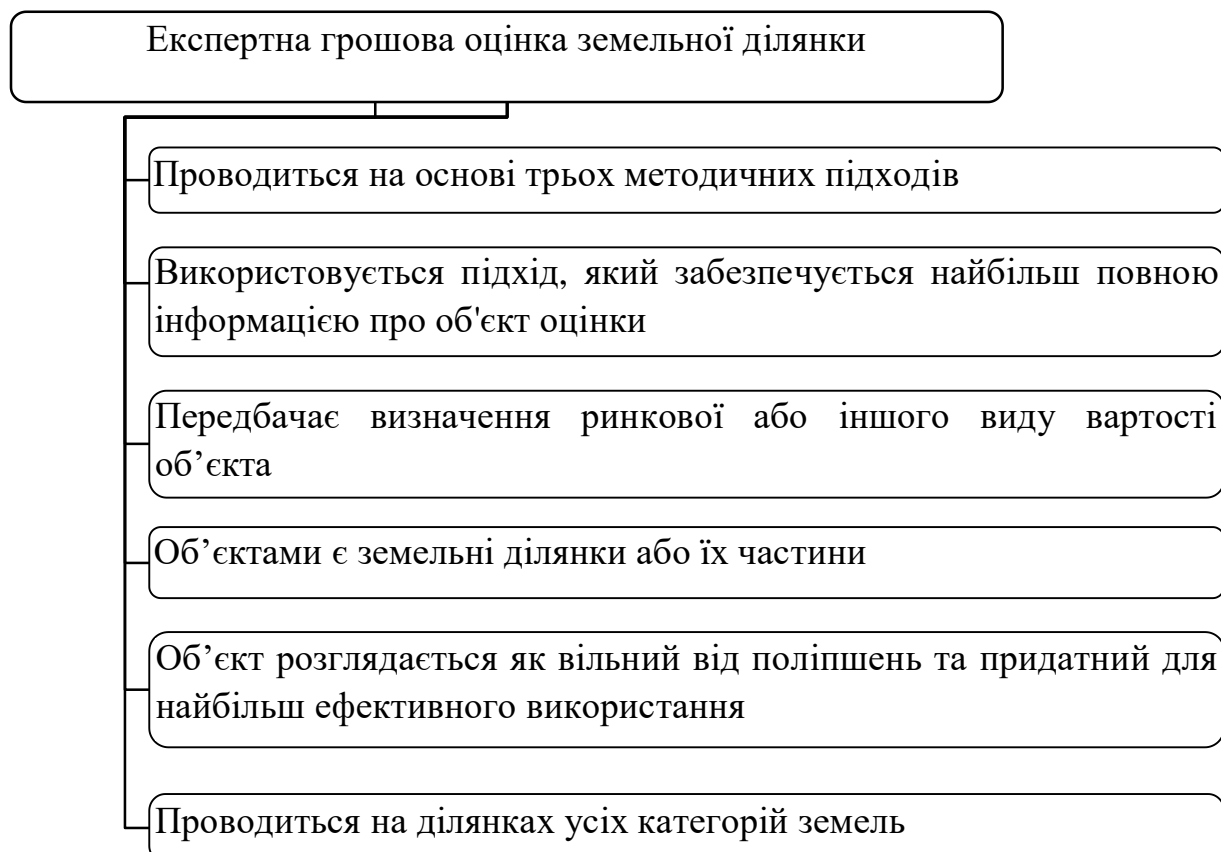 Експертна грошова оцінка земельної ділянки
Проводиться на основі трьох методичних підходів
Використовується підхід, який забезпечується найбільш повною
інформацією про об'єкт оцінки
Передбачає визначення ринкової або іншого виду вартості
об’єкта
Об’єктами є земельні ділянки або їх частини
Об’єкт розглядається як вільний від поліпшень та придатний для
найбільш ефективного використання
Проводиться на ділянках усіх категорій земель